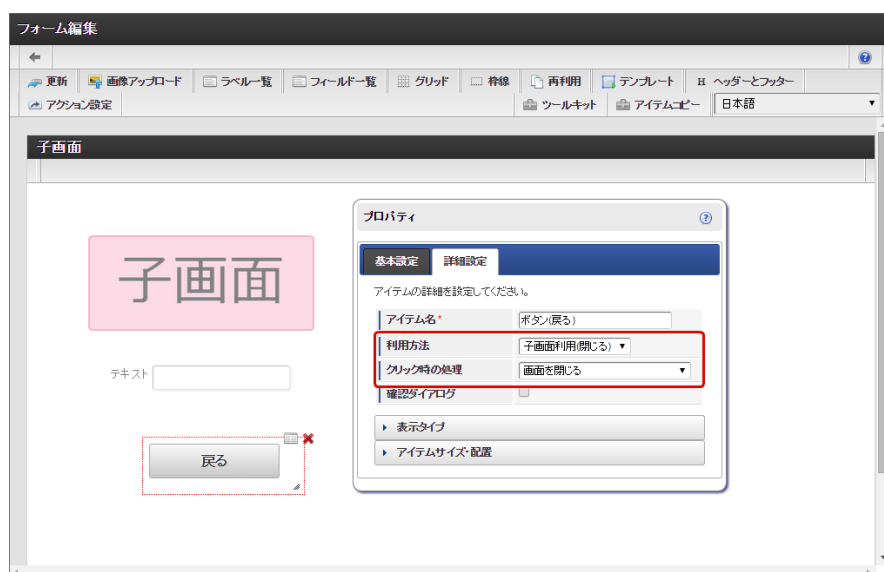 フォーム編集
更新 画像アップロード ラベル一覧 フィールド一覧 グリッド 枠線 再利用 テンプレート H ヘッダーとフッター
アクション設定 ツールキット アイテムコピー 日本語
子画面
プロパティ
基本設定 詳細設定
アイテムの詳細を設定してください。
アイテム名* ボタン(戻る)
利用方法 子画面利用(閉じる)
クリック時の処理 画面を閉じる
確認ダイアログ
表示タイプ
アイテムサイズ・配置
子画面
テキスト
戻る